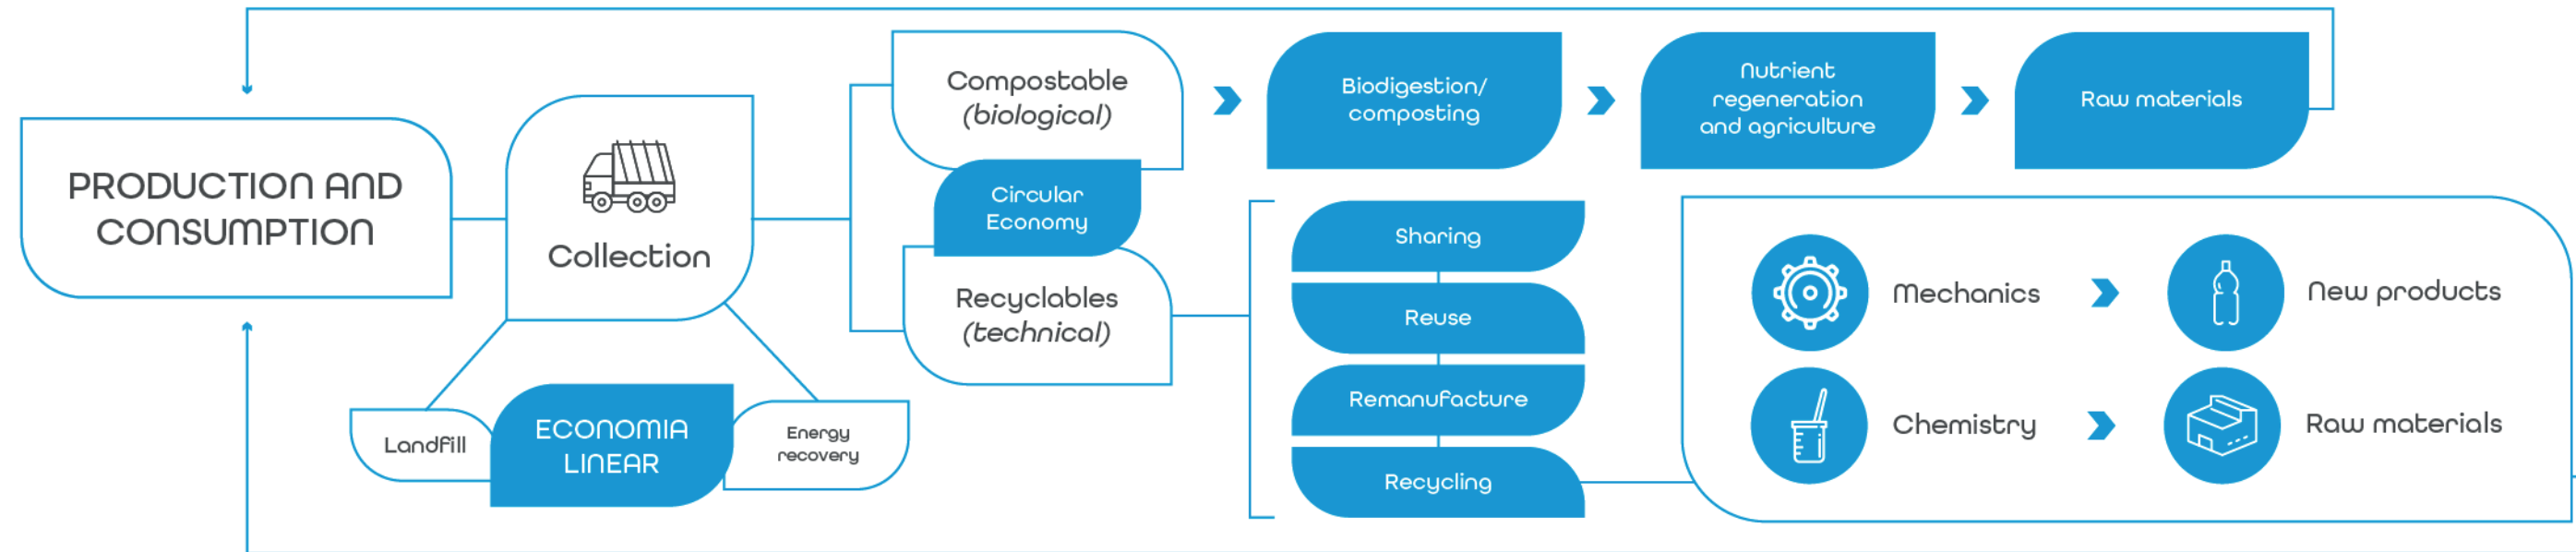 PRODUCTION AND
CONSUMPTION
Collection
Landfill
ECONOMIA
LINEAR
Energy
recovery
Compostable
(biological)
Circular
Economy
Recyclables
(technical)
Biodigestion/
composting
Nutrient
regeneration
and agriculture
Raw materials
Sharing
Reuse
Remanufacture
Recycling
Mechanics
New products
Chemistry
Raw materials